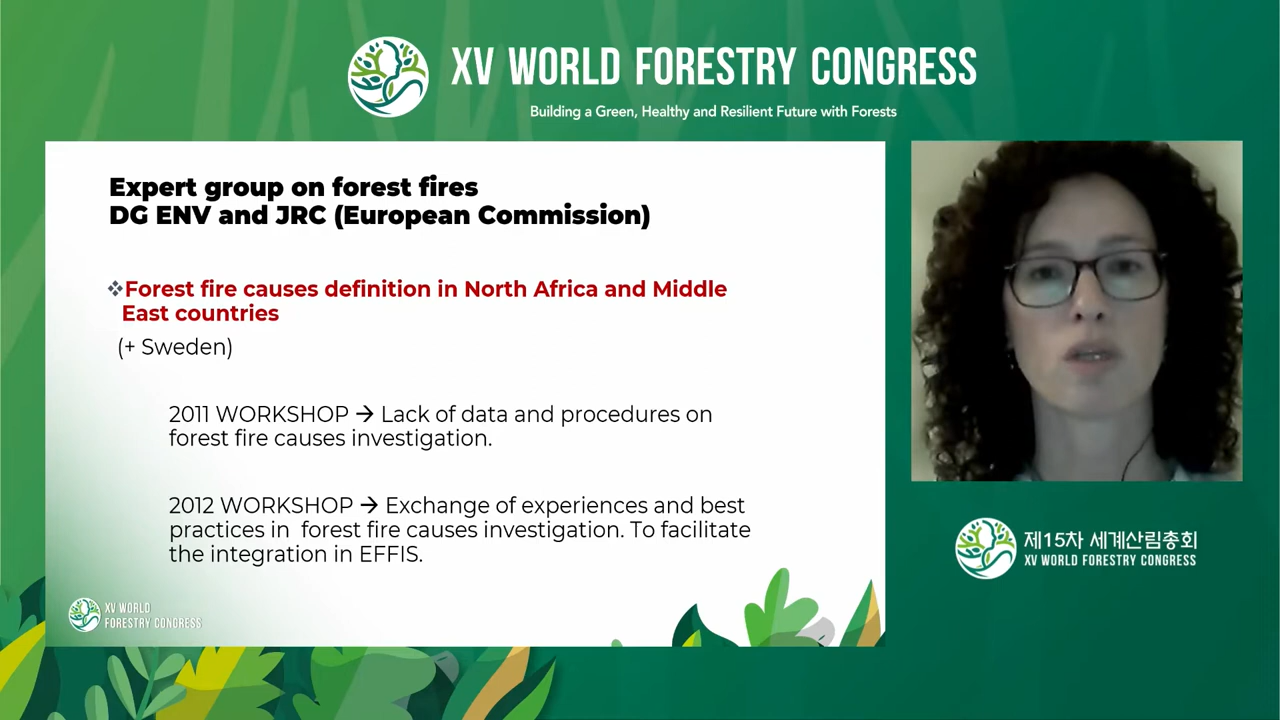 XV WORLD FORESTRY CONGRESS
Building a Green, Healthy and Resilient Future with Forests
Expert group on forest fires
DG ENV and JRC (European Commission)
❖Forest fire causes definition in North Africa and Middle
East countries
(+ Sweden)
2011 WORKSHOP → Lack of data and procedures on
forest fire causes investigation.
2012 WORKSHOP → Exchange of experiences and best
practices in  forest fire causes investigation. To facilitate
the integration in EFFIS.
XV WORLD
FORESTRY CONGRESS
제15차 세계산림총회
XV WORLD FORESTRY CONGRESS